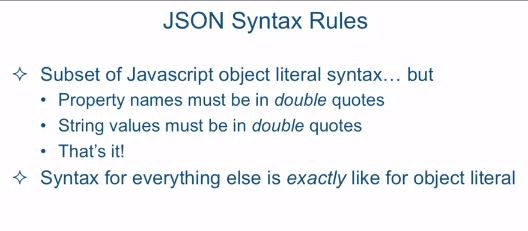 JSON Syntax Rules
Subset of Javascript object literal syntax… but
• Property names must be in double quotes
• String values must be in double quotes
• That's it!
Syntax for everything else is exactly like for object literal